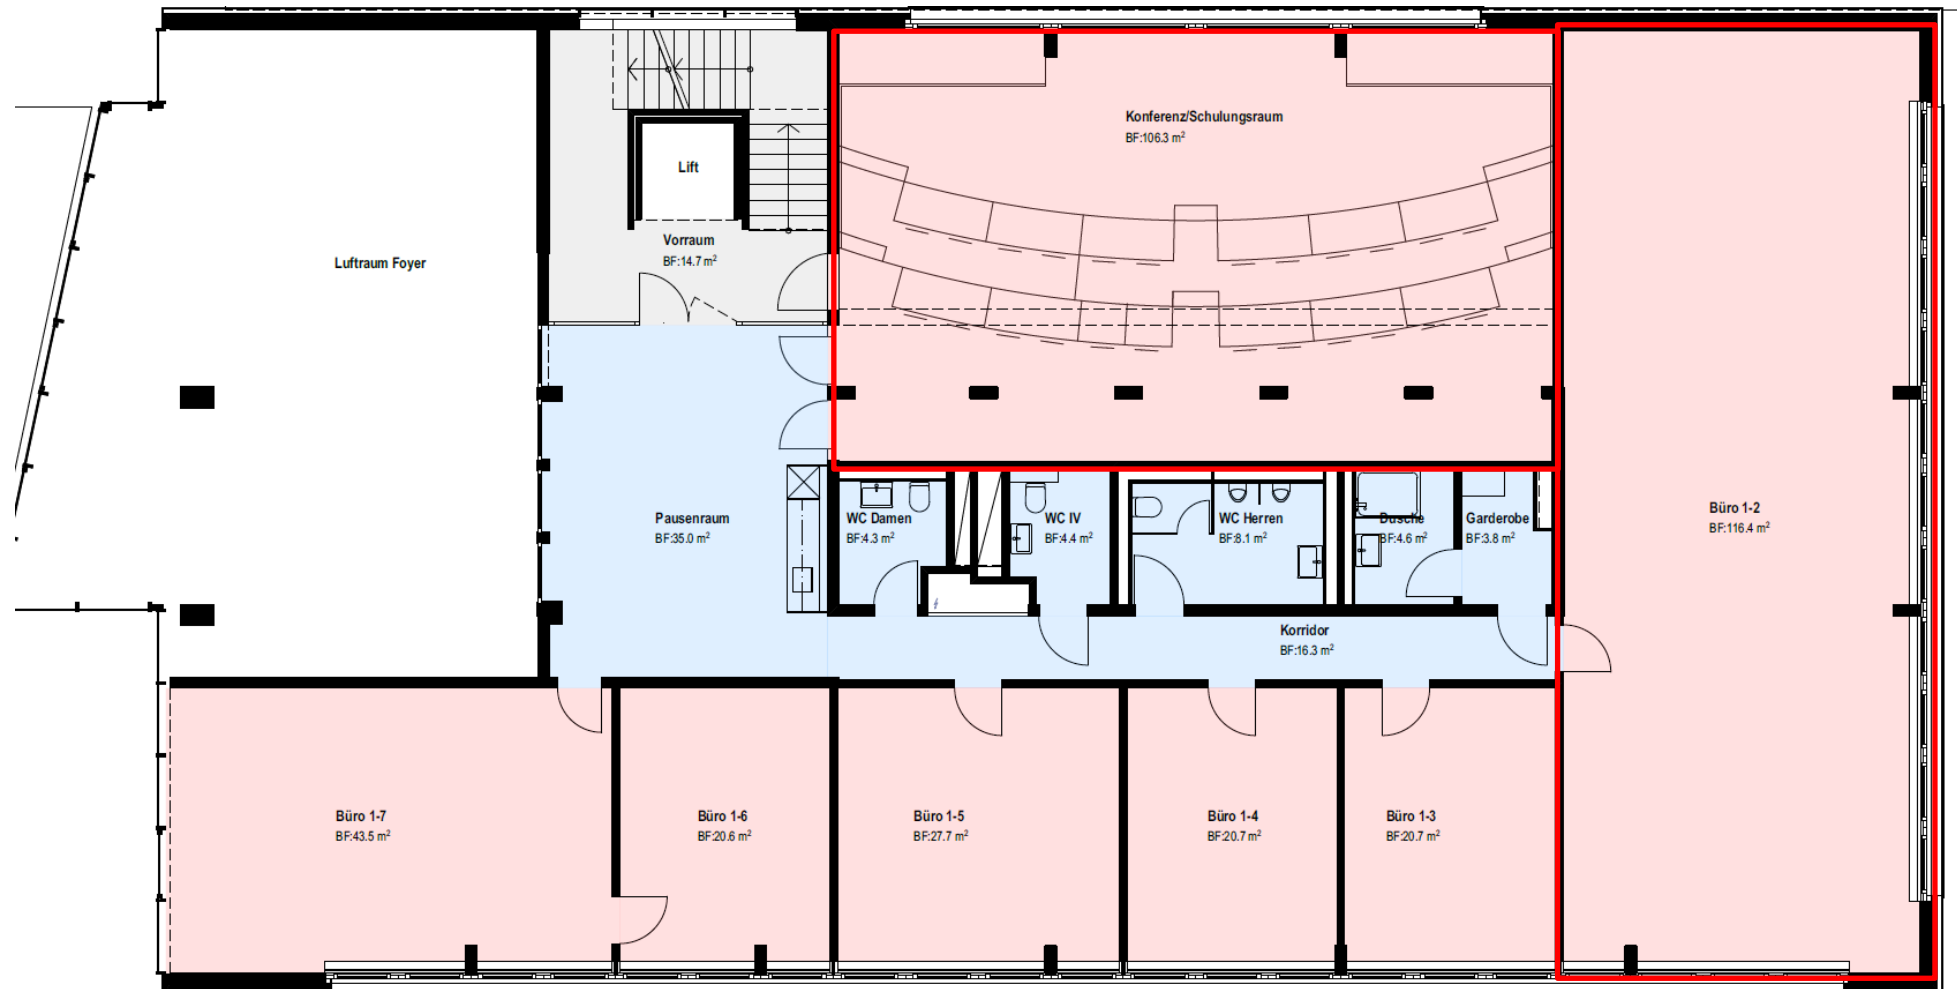 Konferenz/Schulungsraum
BF:106.3 m²
Lift
Vorraum
BF:14.7 m²
Luftraum Foyer
Büro 1-2
BF:116.4 m²
Pausenraum
BF:35.0 m²
WC Damen
BF:4.3 m²
WC IV
BF:4.4 m²
WC Herren
BF:8.1 m²
Dusche
BF:4.6 m²
Garderobe
BF:3.8 m²
Korridor
BF:16.3 m²
Büro 1-7
BF:43.5 m²
Büro 1-6
BF:20.6 m²
Büro 1-5
BF:27.7 m²
Büro 1-4
BF:20.7 m²
Büro 1-3
BF:20.7 m²